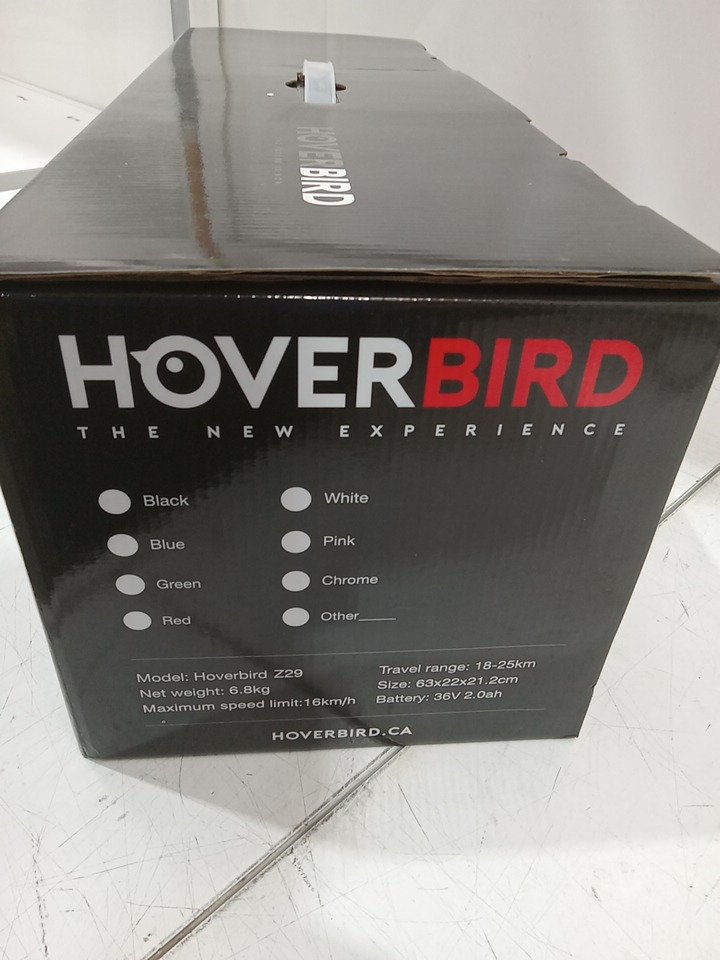 HOVERBIRD
HOVERBIRD
THE NEW EXPERIENCE
Black
White
Blue
Pink
Green
Chrome
Red
Other____
Model: Hoverbird Z29
Travel range: 18-25km
Net weight: 6.8kg
Size: 63x22x21.2cm
Maximum speed limit:16km/h
Battery: 36V 2.0ah
HOVERBIRD.CA